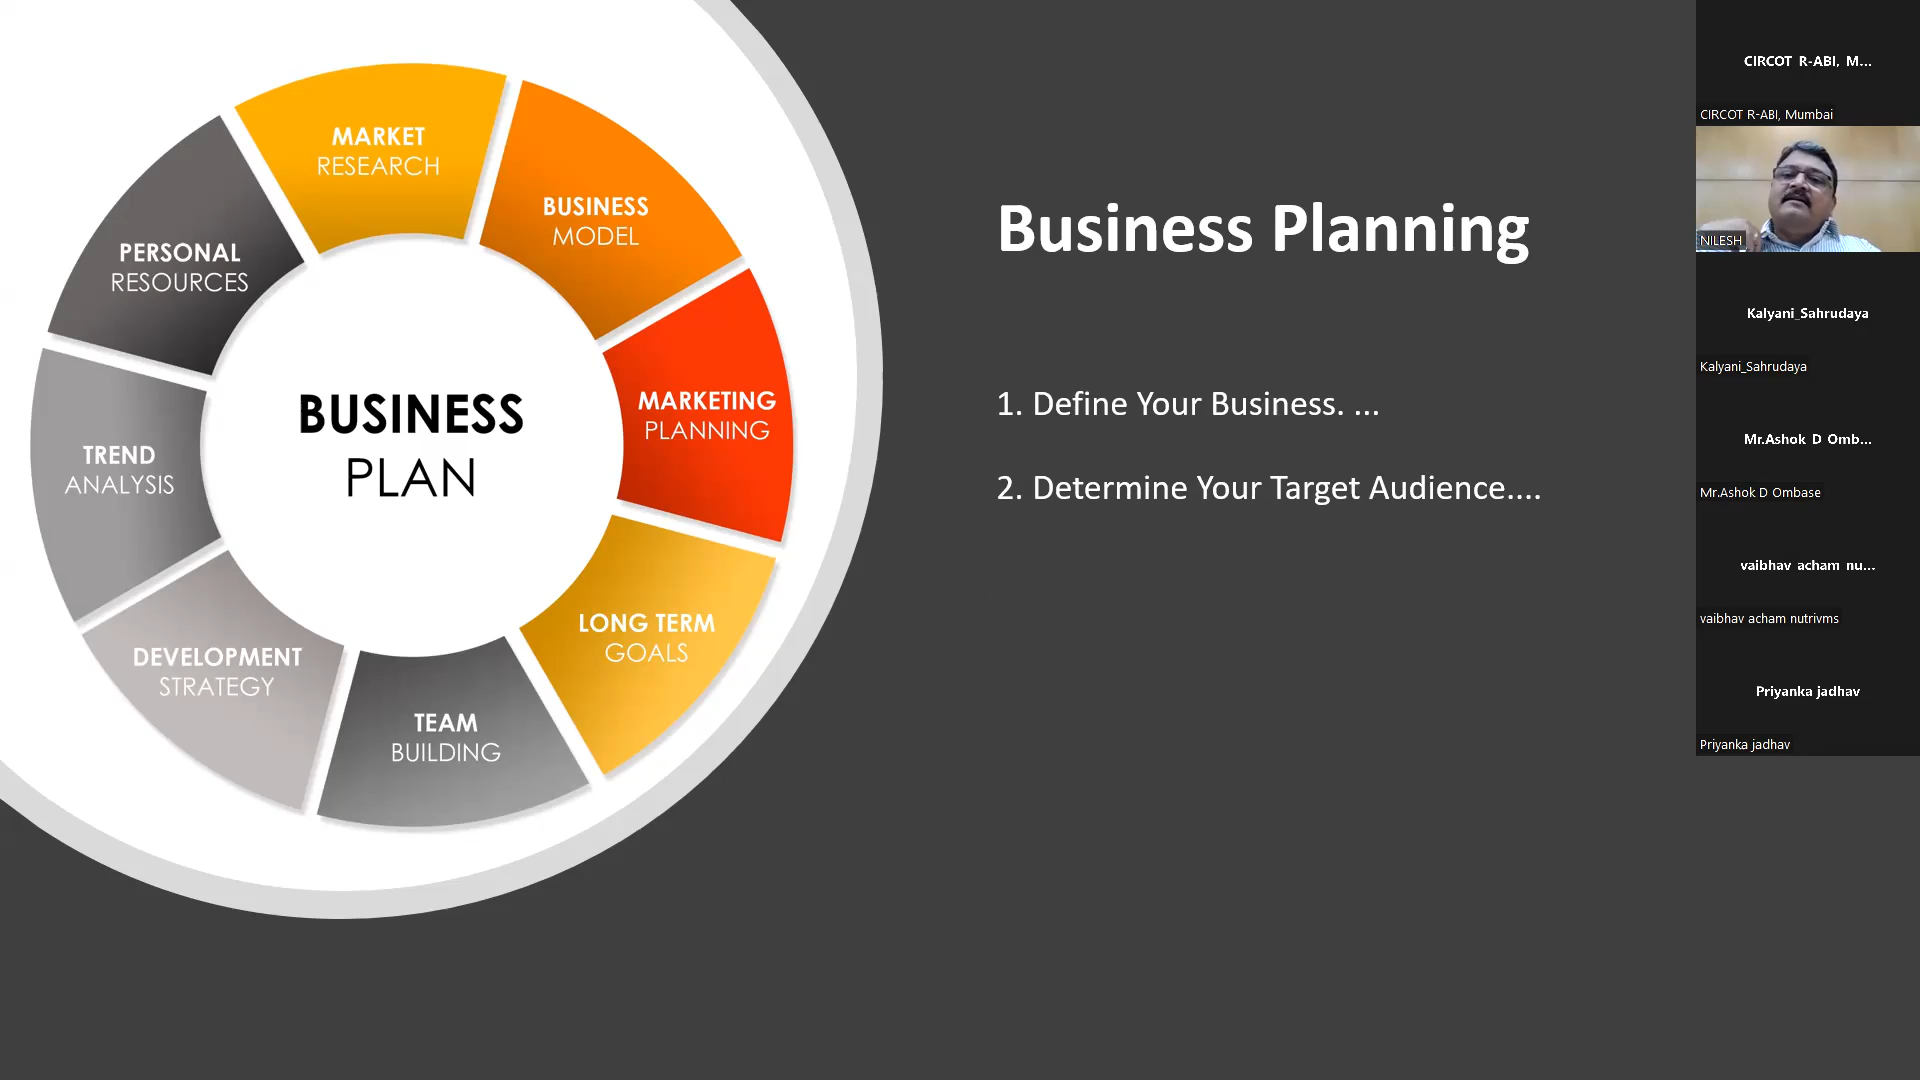 MARKET
RESEARCH
BUSINESS
MODEL
MARKETING
PLANNING
LONG TERM
GOALS
TEAM
BUILDING
DEVELOPMENT
STRATEGY
TREND
ANALYSIS
PERSONAL
RESOURCES
BUSINESS
PLAN
Business Planning
1. Define Your Business. ...
2. Determine Your Target Audience....
CIRCOT R-ABI, M...
CIRCOT R-ABI, Mumbai
NILESH
Kalyani_Sahrudaya
Kalyani_Sahrudaya
Mr.Ashok D Omb...
Mr.Ashok D Ombase
vaibhav acham nu...
vaibhav acham nutrivms
Priyanka jadhav
Priyanka jadhav